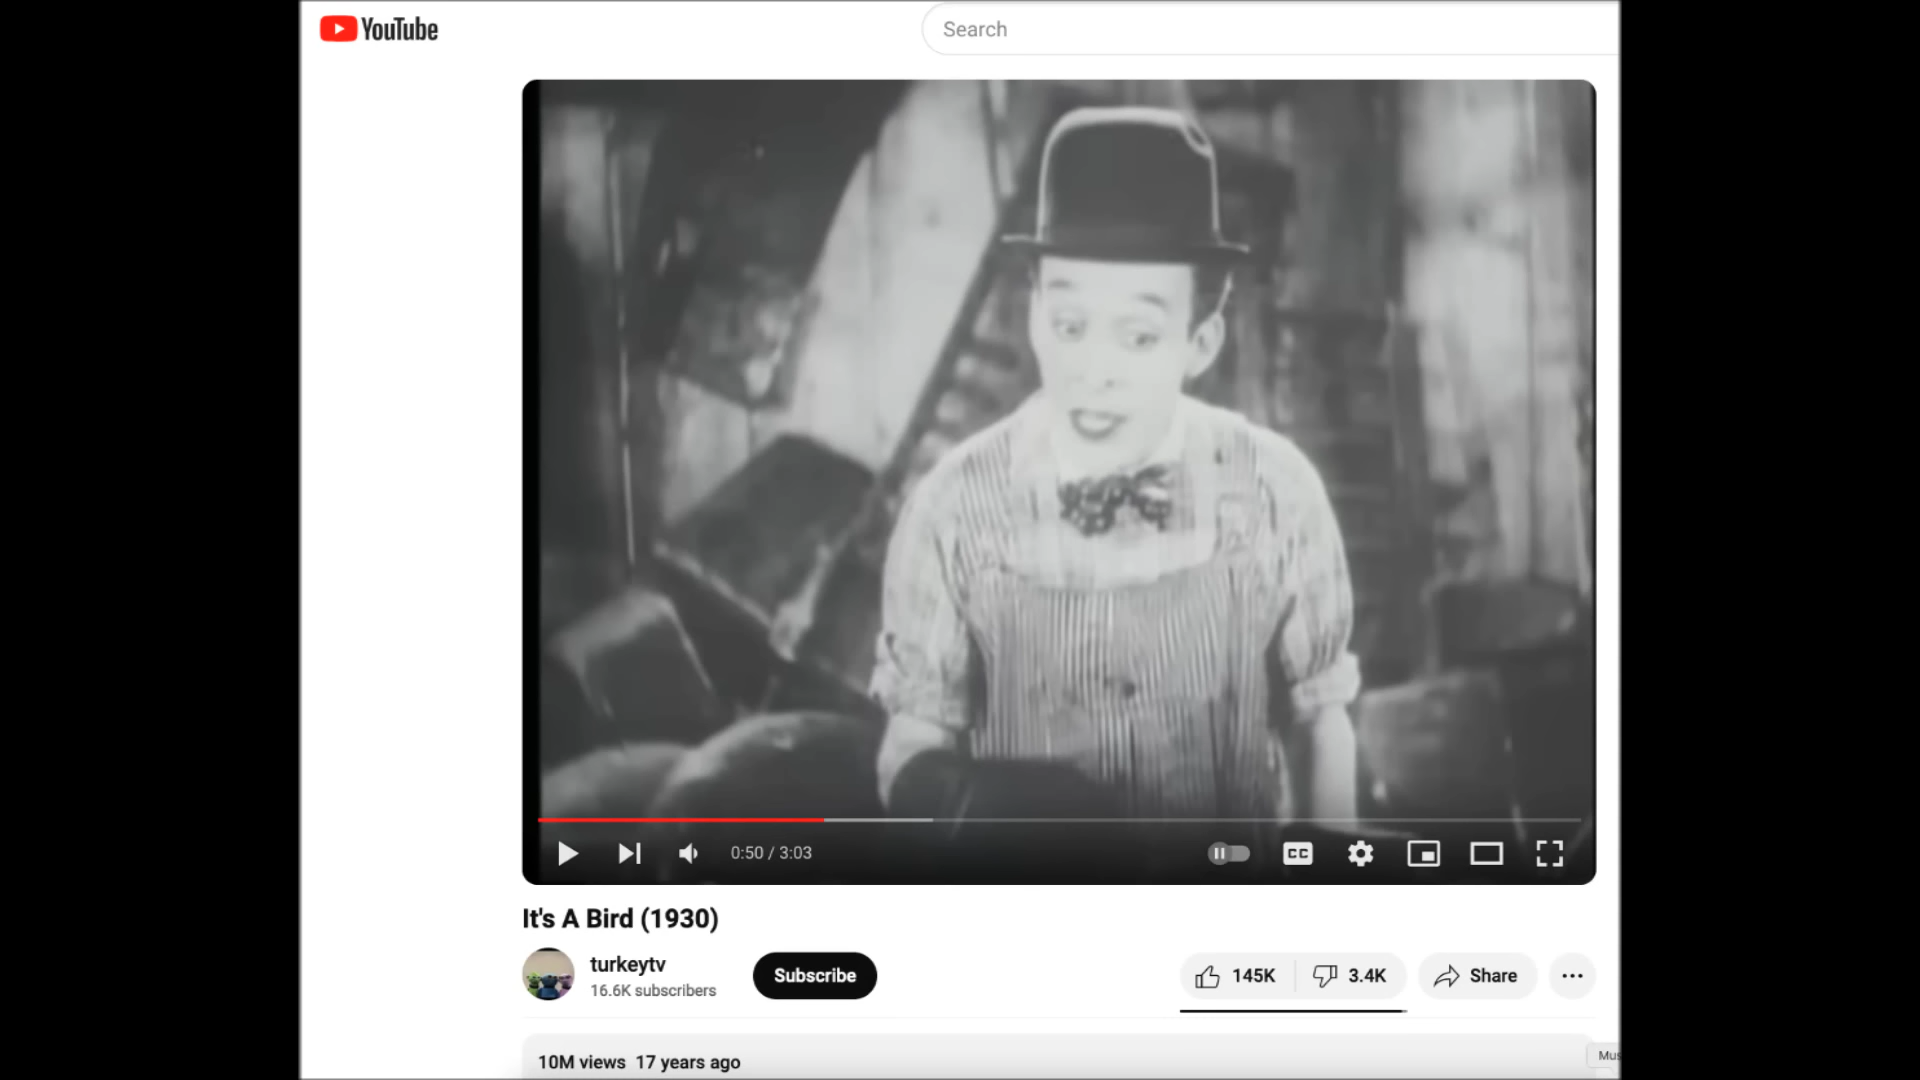 YouTube
Search
0:50 / 3:03
CC
It's A Bird (1930)
turkeytv
16.6K subscribers
Subscribe
145K
3.4K
Share
10M views 17 years ago
Mus